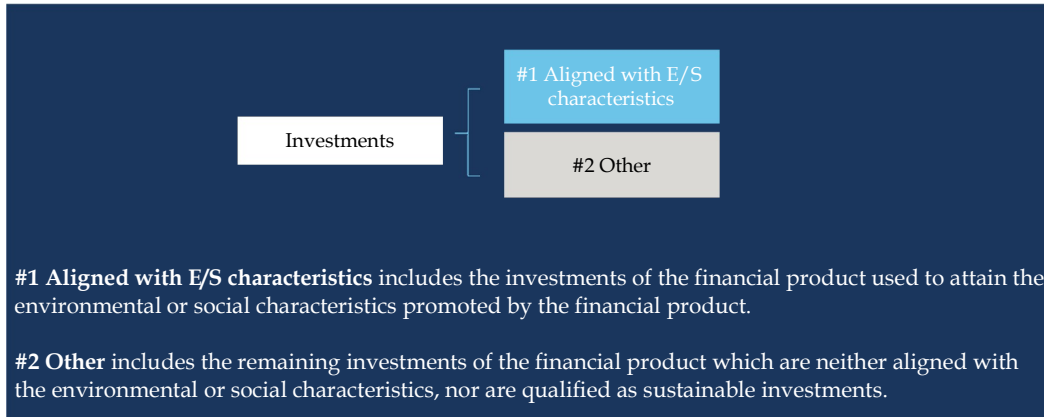 #1 Aligned with E/S
characteristics
Investments
#2 Other
#1 Aligned with E/S characteristics includes the investments of the financial product used to attain the
environmental or social characteristics promoted by the financial product.
#2 Other includes the remaining investments of the financial product which are neither aligned with
the environmental or social characteristics, nor are qualified as sustainable investments.